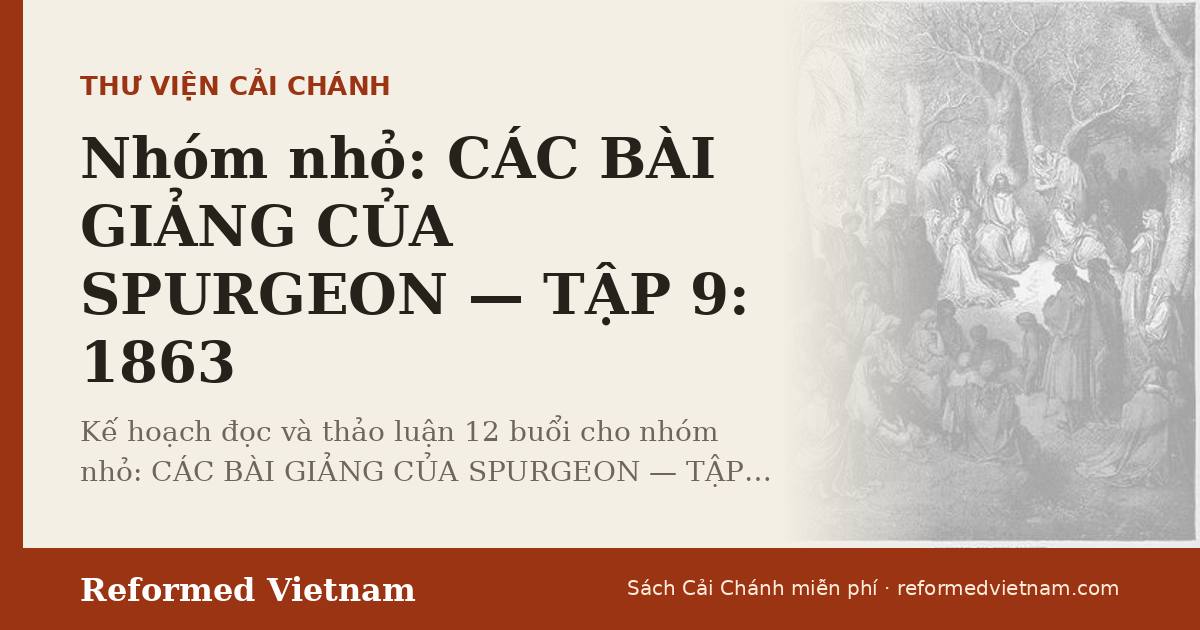 THƯ VIỆN CẢI CHÁNH
Nhóm nhỏ: CÁC BÀI
GIẢNG CỦA
SPURGEON — TẬP 9:
1863
Kế hoạch đọc và thảo luận 12 buổi cho nhóm
nhỏ: CÁC BÀI GIẢNG CỦA SPURGEON — TẬP...
Reformed Vietnam
Sách Cải Chánh miễn phí · reformedvietnam.com